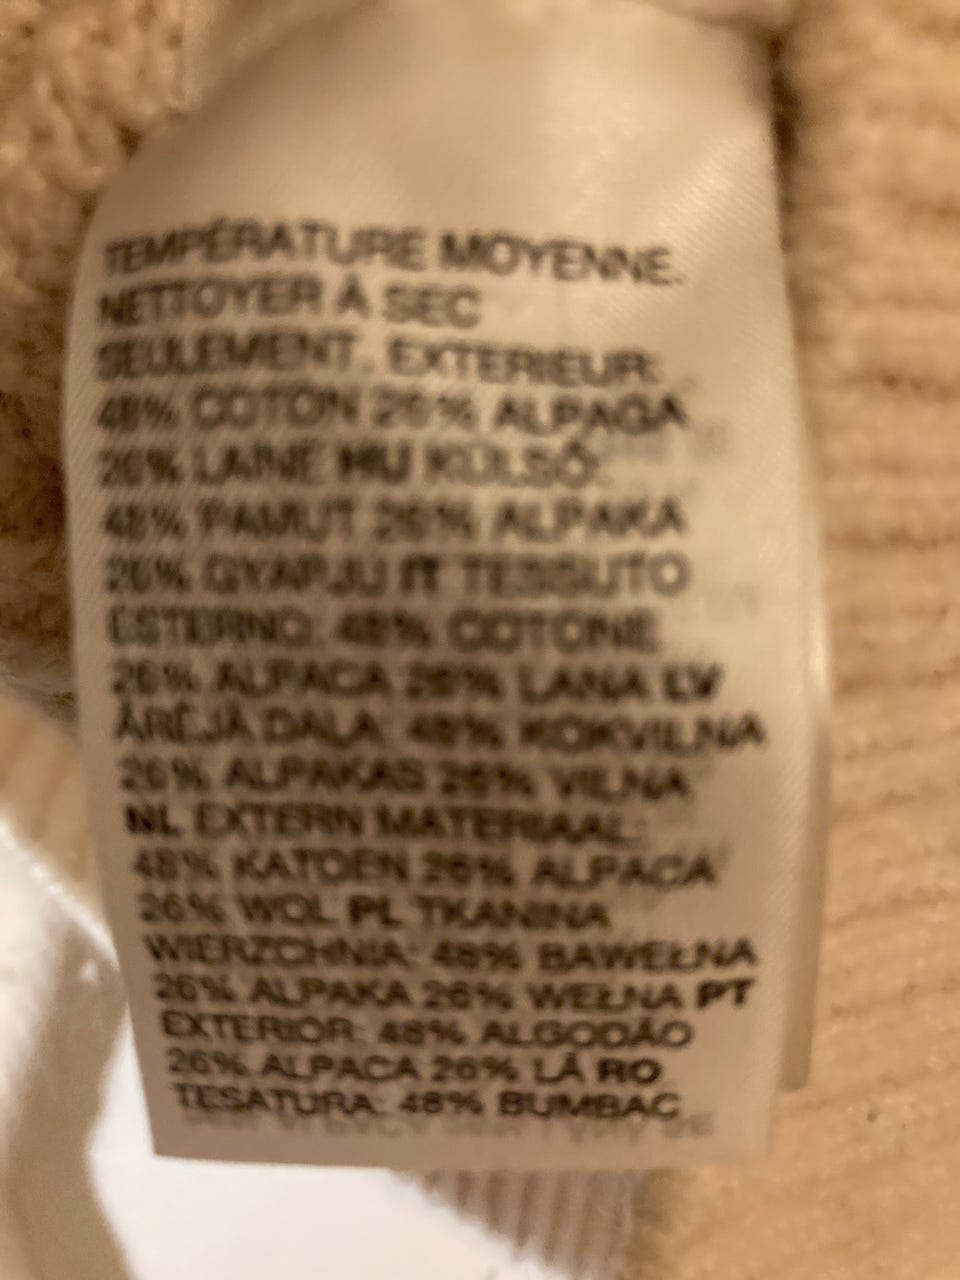 TEMPÉRATURE MOYENNE.
NETTOYER À SEC
SEULEMENT. EXTERIEUR:
48% COTON 26% ALPAGA
26% LAINE HU KÜLSŐ:
48% PAMUT 26% ALPAKA
26% GYAPJÚ IT TESSUTO
ESTERNO: 48% COTONE
26% ALPACA 26% LANA LV
ĀRĒJĀ DAĻA: 48% KOKVILNA
26% ALPAKAS 26% VILNA
NL EXTERN MATERIAAL:
48% KATOEN 26% ALPACA
26% WOL PL TKANINA
WIERZCHNIA: 48% BAWEŁNA
26% ALPAKA 26% WEŁNA PT
EXTERIOR: 48% ALGODÃO
26% ALPACA 26% LÃ RO
TESATURA: 48% BUMBAC